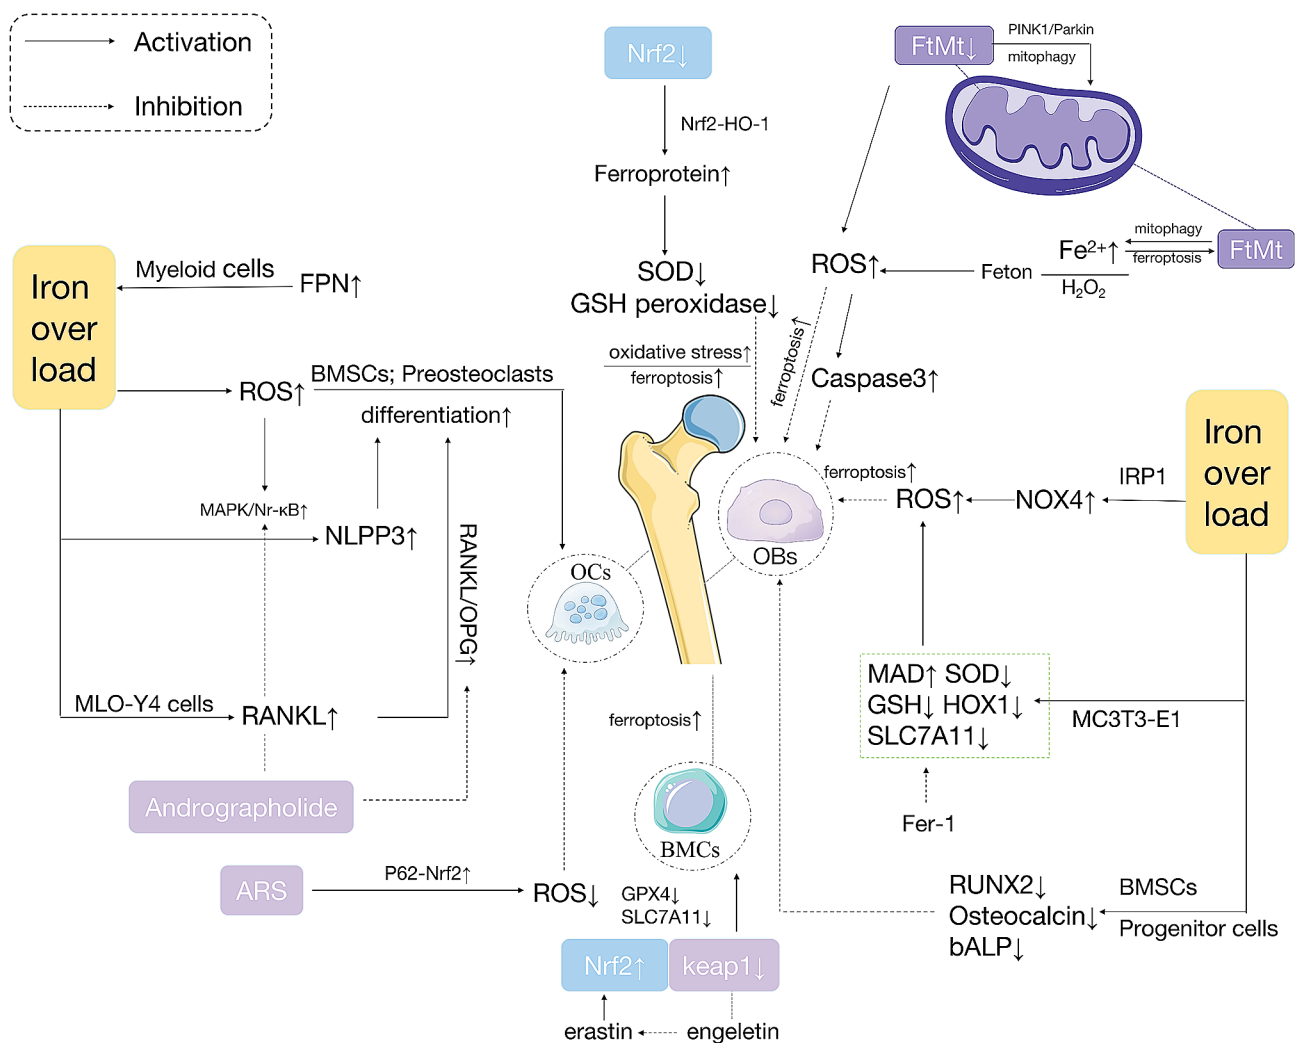 Activation
Inhibition
Nrf2↓
Nrf2-HO-1
Ferroprotein↑
SOD↓
GSH peroxidase↓
oxidative stress↑
ferroptosis↑
FtMt↓
PINK1/Parkin
mitophagy
ROS↑
Feton
Fe²⁺↑
H₂O₂
mitophagy
ferroptosis
FtMt
ferroptosis↑
Caspase3↑
Iron
over
load
Myeloid cells
FPN↑
ROS↑
BMSCs; Preosteoclasts
differentiation↑
MAPK/Nr-κB↑
NLPP3↑
RANKL/OPG↑
MLO-Y4 cells
RANKL↑
Andrographolide
ARS
P62-Nrf2↑
ROS↓
OCs
OBs
ferroptosis↑
ROS↑
NOX4↑
IRP1
Iron
over
load
MAD↑ SOD↓
GSH↓ HOX1↓
SLC7A11↓
MC3T3-E1
Fer-1
RUNX2↓
Osteocalcin↓
bALP↓
BMSCs
Progenitor cells
ferroptosis↑
BMCs
GPX4↓
SLC7A11↓
Nrf2↑
keap1↓
erastin
engeletin